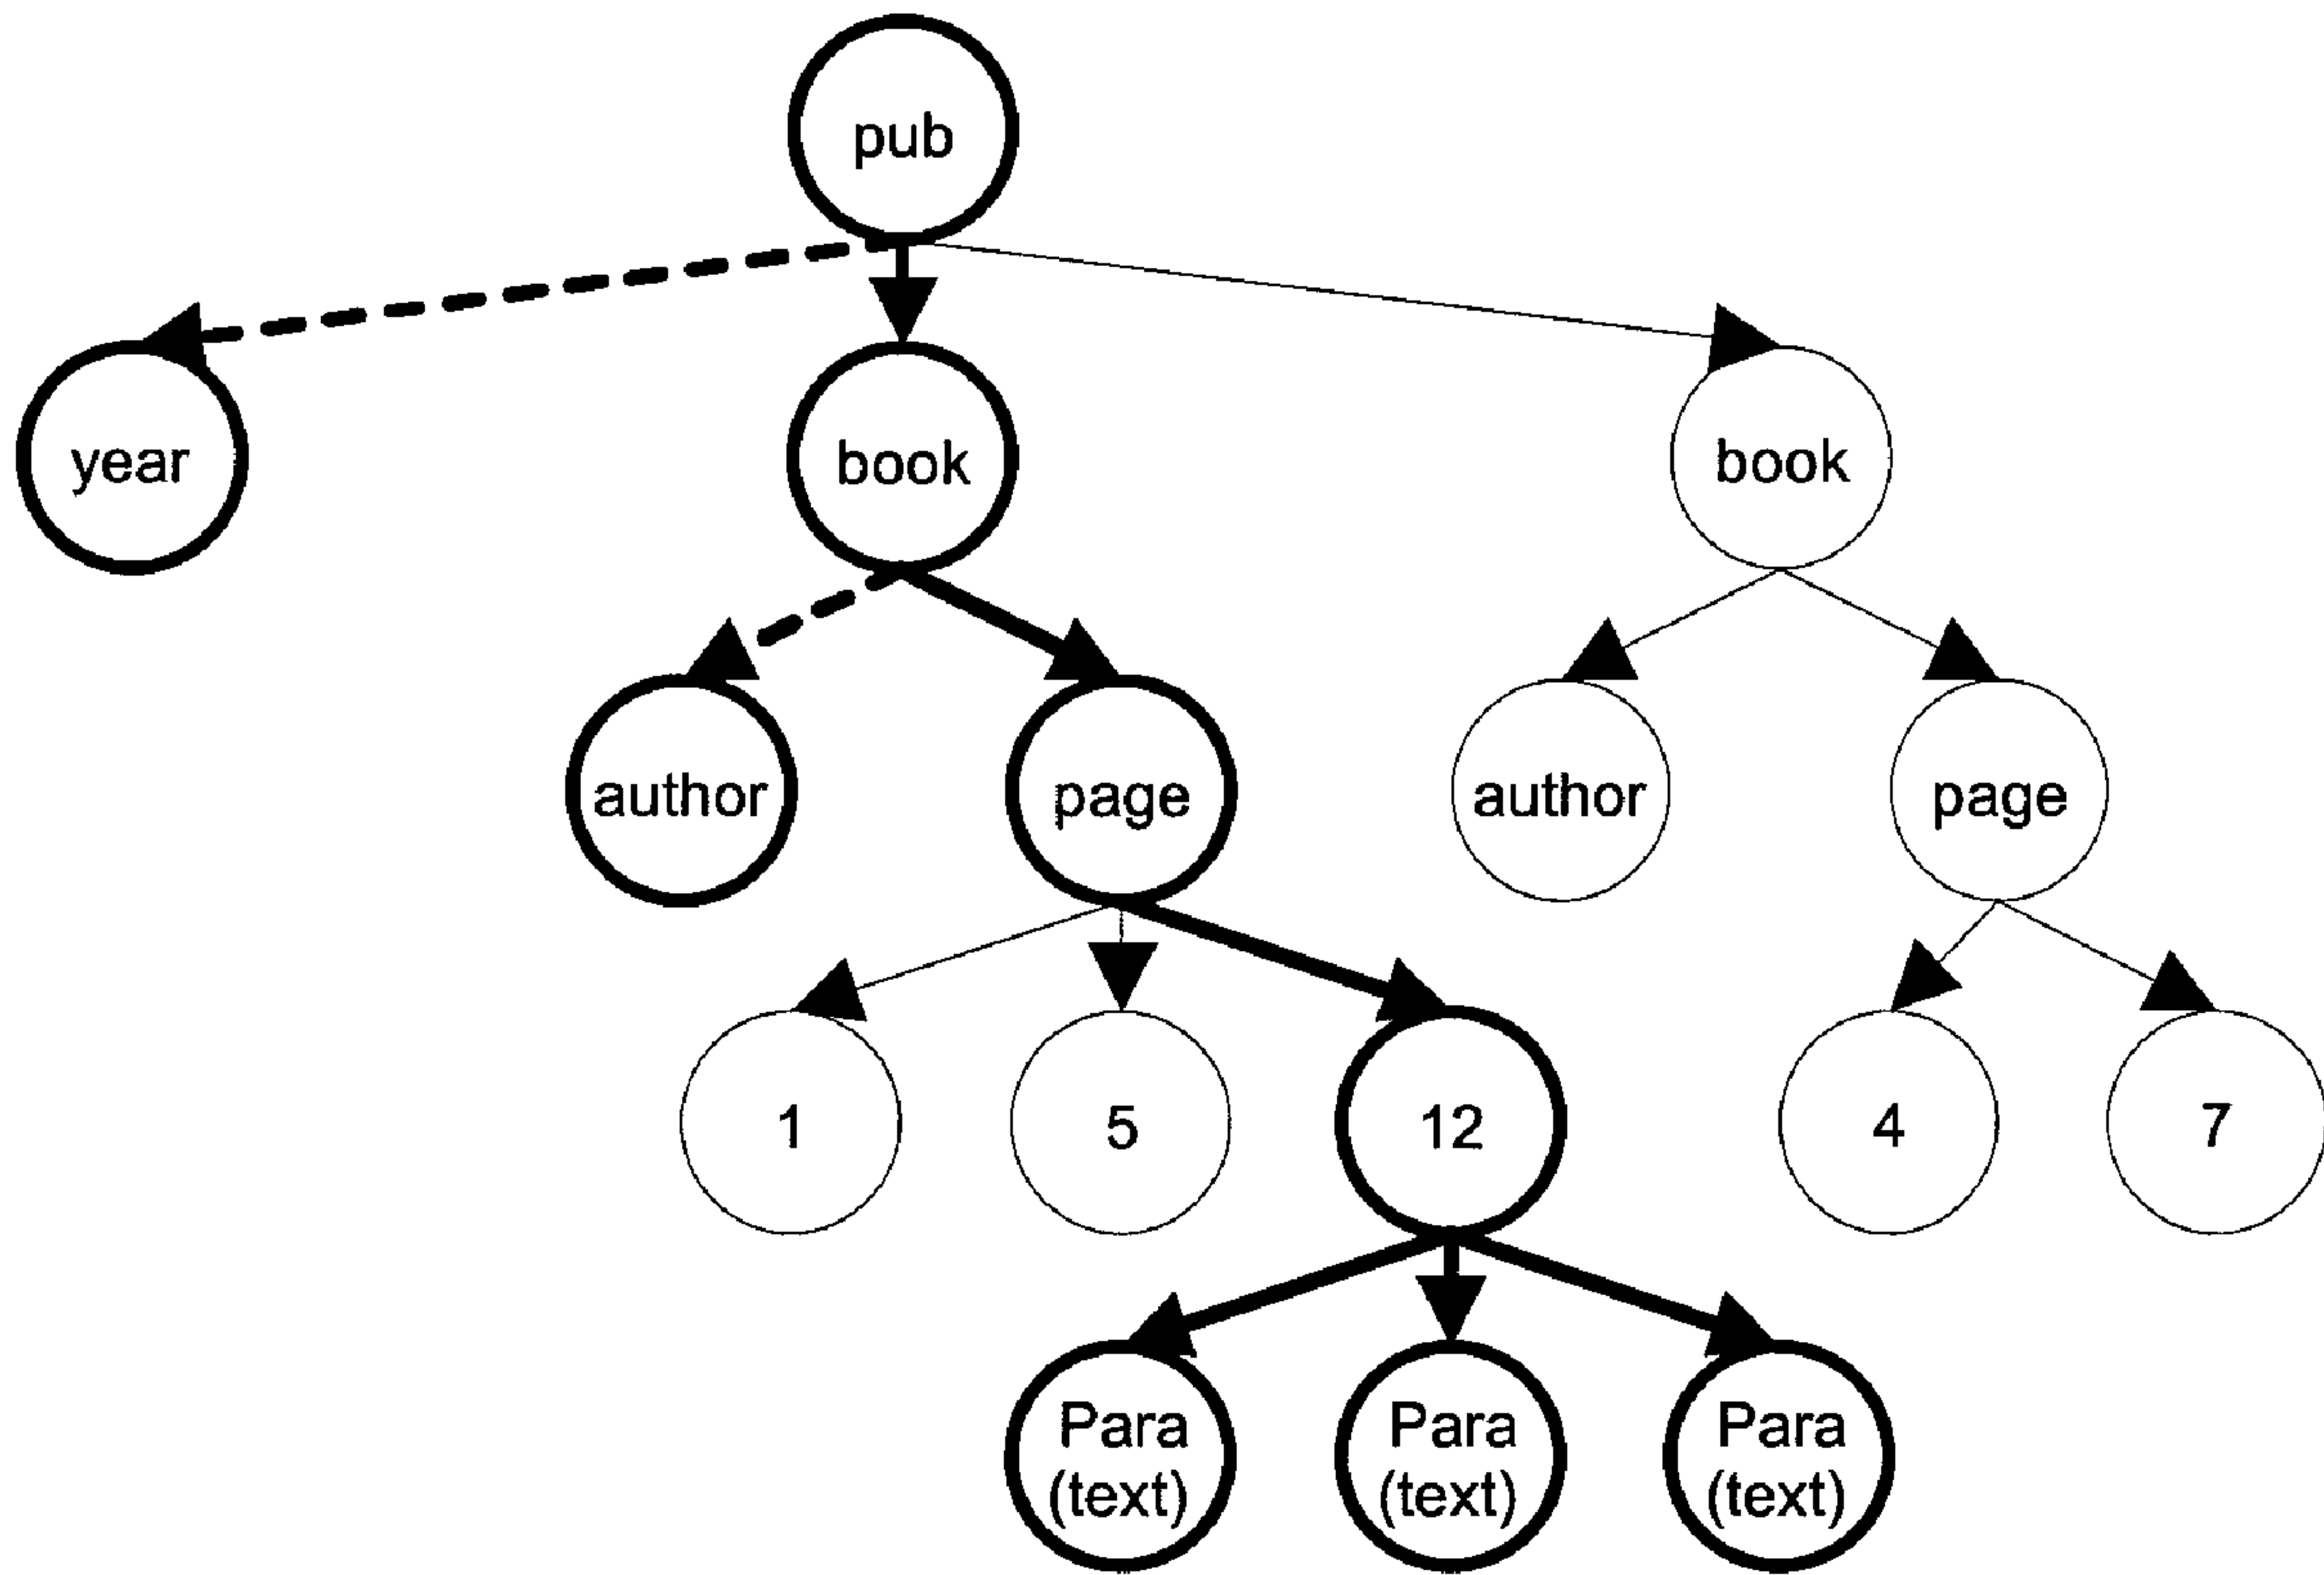 pub
year
book
book
author
page
author
page
1
5
12
4
7
Para
(text)
Para
(text)
Para
(text)